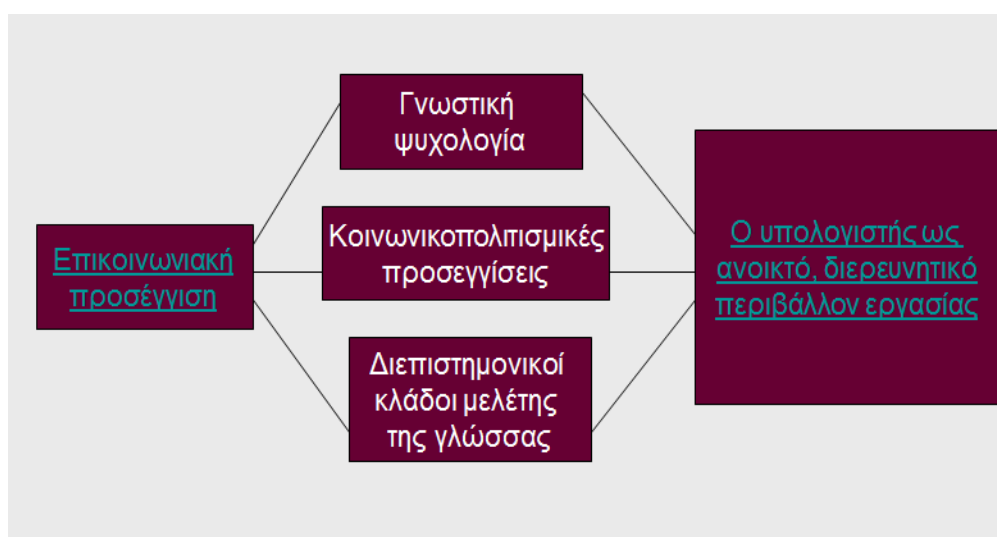 Γνωστική
ψυχολογία
Επικοινωνιακή
προσέγγιση
Κοινωνικοπολιτισμικές
προσεγγίσεις
Διεπιστημονικοί
κλάδοι μελέτης
της γλώσσας
Ο υπολογιστής ως
ανοικτό, διερευνητικό
περιβάλλον εργασίας